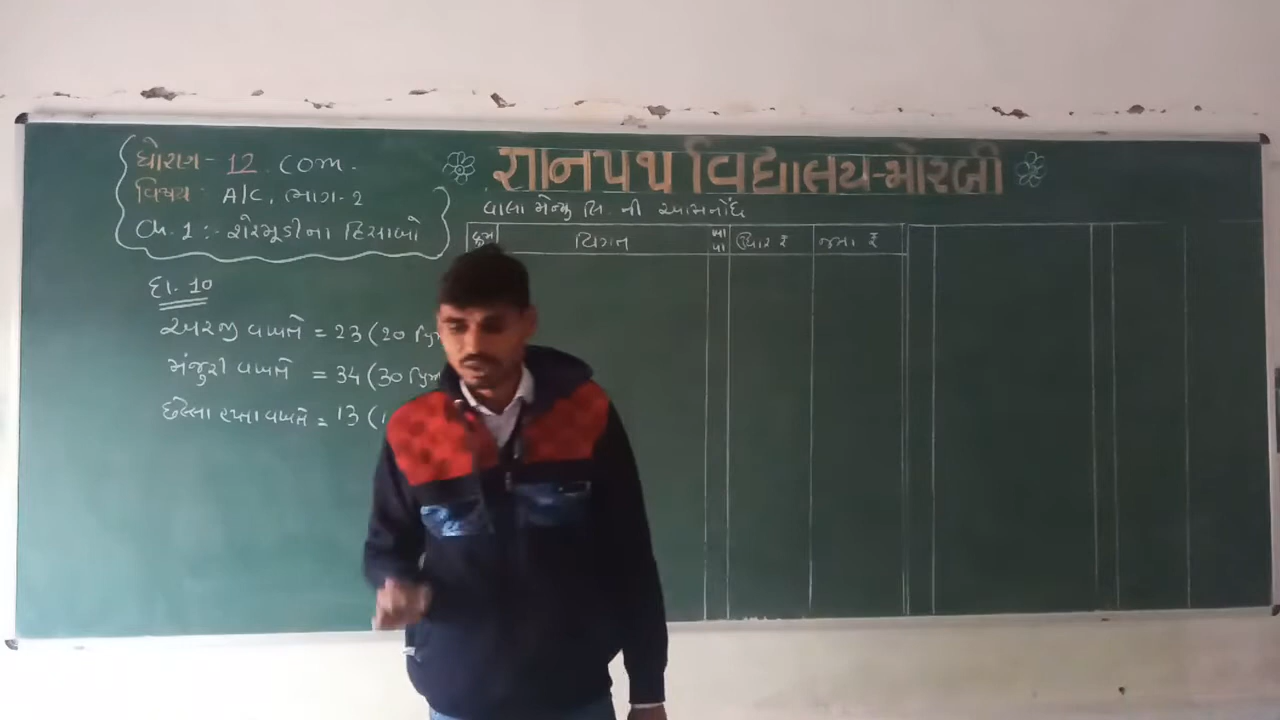 ધોરણ - 12. COM.
વિષય : A/C, ભાગ-2
Ch. 1 :- શેરમૂડીના હિસાબો
જ્ઞાનપથ વિદ્યાલય-મોરબી
વાલા મેન્યુ લિ. ની આમનોંધ
ક્રમ વિગત ખા પા ઉધાર ₹ જમા ₹
દા. 10
અરજી વખતે = 23 (20
મંજુરી વખતે = 34 (30
છેલ્લા હપ્તા વખતે = 13 (